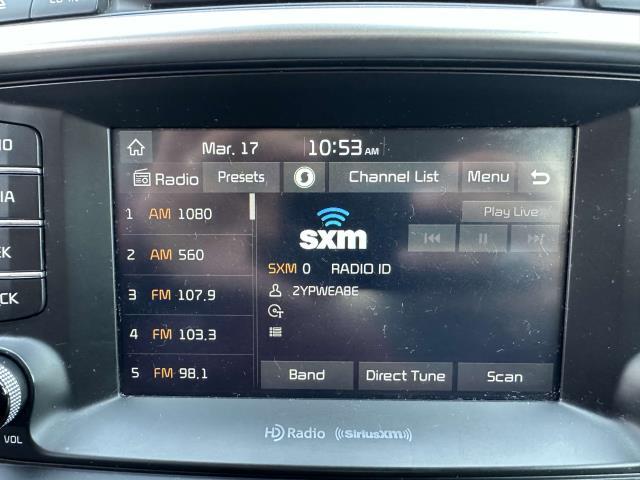 Mar. 17 10:53 AM
Radio Presets Channel List Menu
1 AM 1080
2 AM 560
3 FM 107.9
4 FM 103.3
5 FM 98.1
Play Live
sxm
SXM 0 RADIO ID
2YPWEA8E
Band Direct Tune Scan
HD Radio ((SiriusXM))
VOL